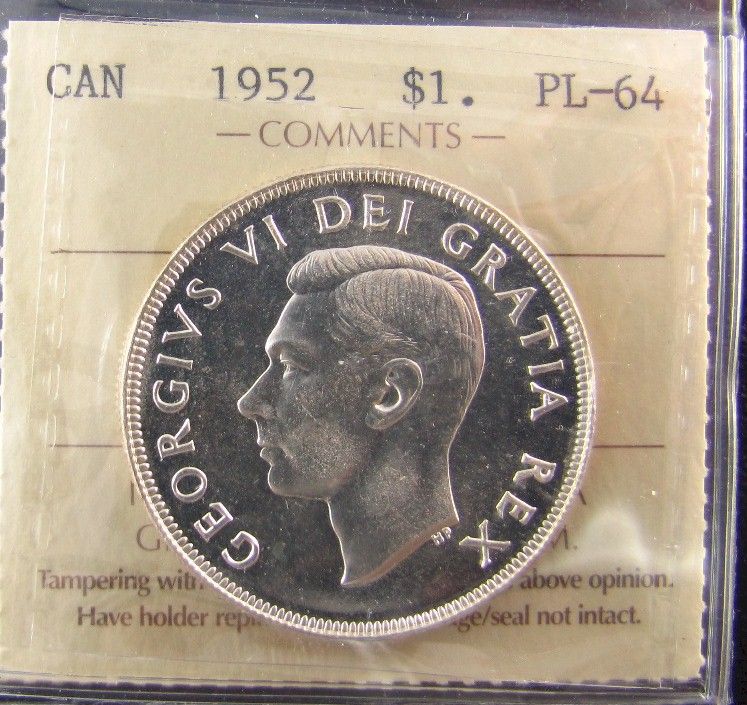 CAN 1952 $1. PL-64
— COMMENTS —
GEORGIVS VI DEI GRATIA REX
HP
G M.
Tampering with above opinion.
Have holder /seal not intact.